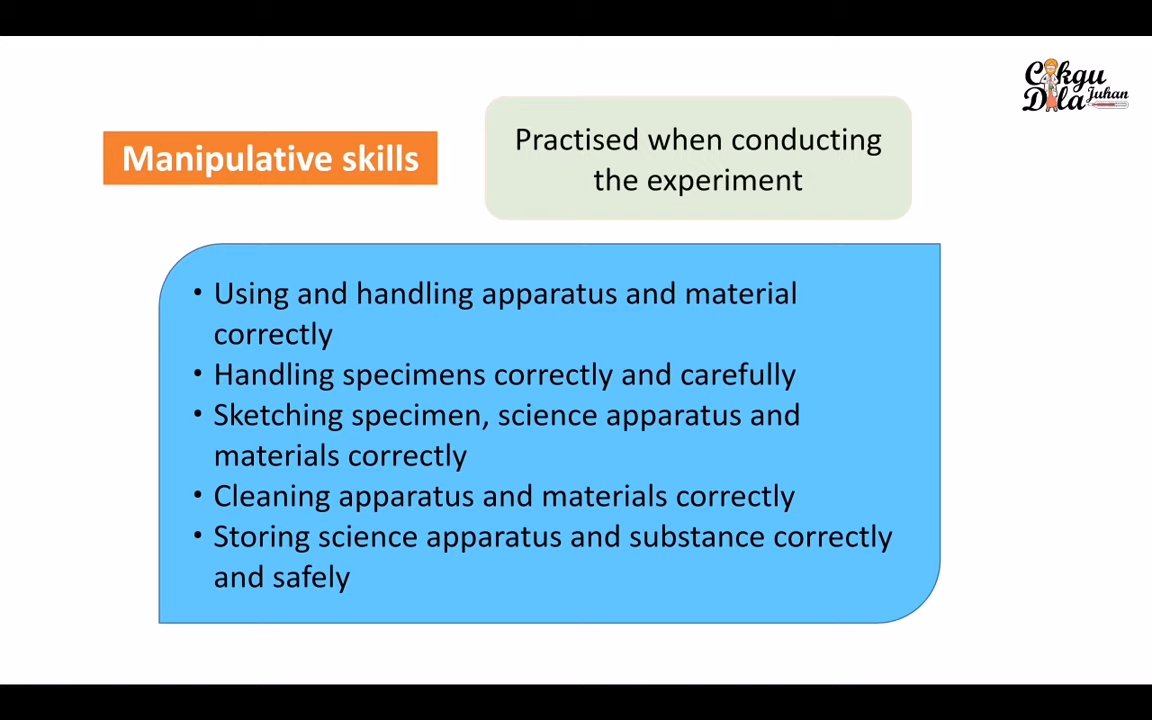 Cikgu
Dila Juhan
Manipulative skills
Practised when conducting
the experiment
• Using and handling apparatus and material
correctly
• Handling specimens correctly and carefully
• Sketching specimen, science apparatus and
materials correctly
• Cleaning apparatus and materials correctly
• Storing science apparatus and substance correctly
and safely